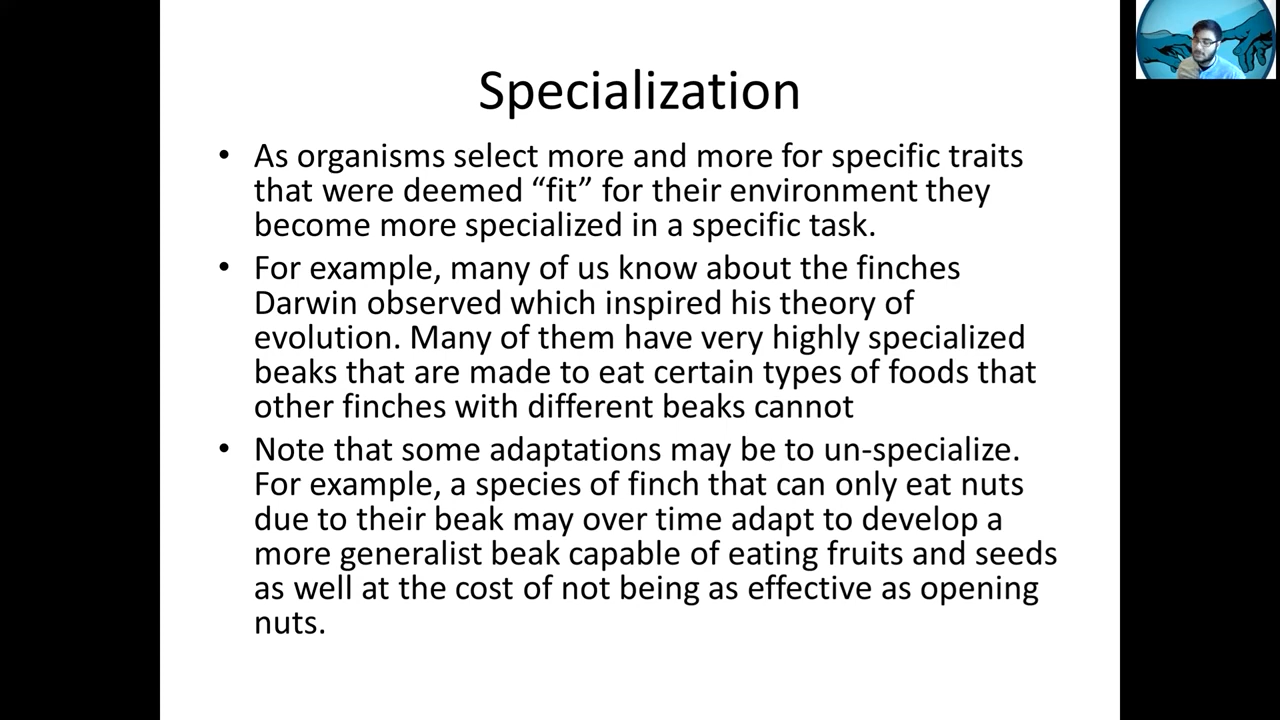 Specialization
• As organisms select more and more for specific traits
that were deemed “fit” for their environment they
become more specialized in a specific task.
• For example, many of us know about the finches
Darwin observed which inspired his theory of
evolution. Many of them have very highly specialized
beaks that are made to eat certain types of foods that
other finches with different beaks cannot
• Note that some adaptations may be to un-specialize.
For example, a species of finch that can only eat nuts
due to their beak may over time adapt to develop a
more generalist beak capable of eating fruits and seeds
as well at the cost of not being as effective as opening
nuts.